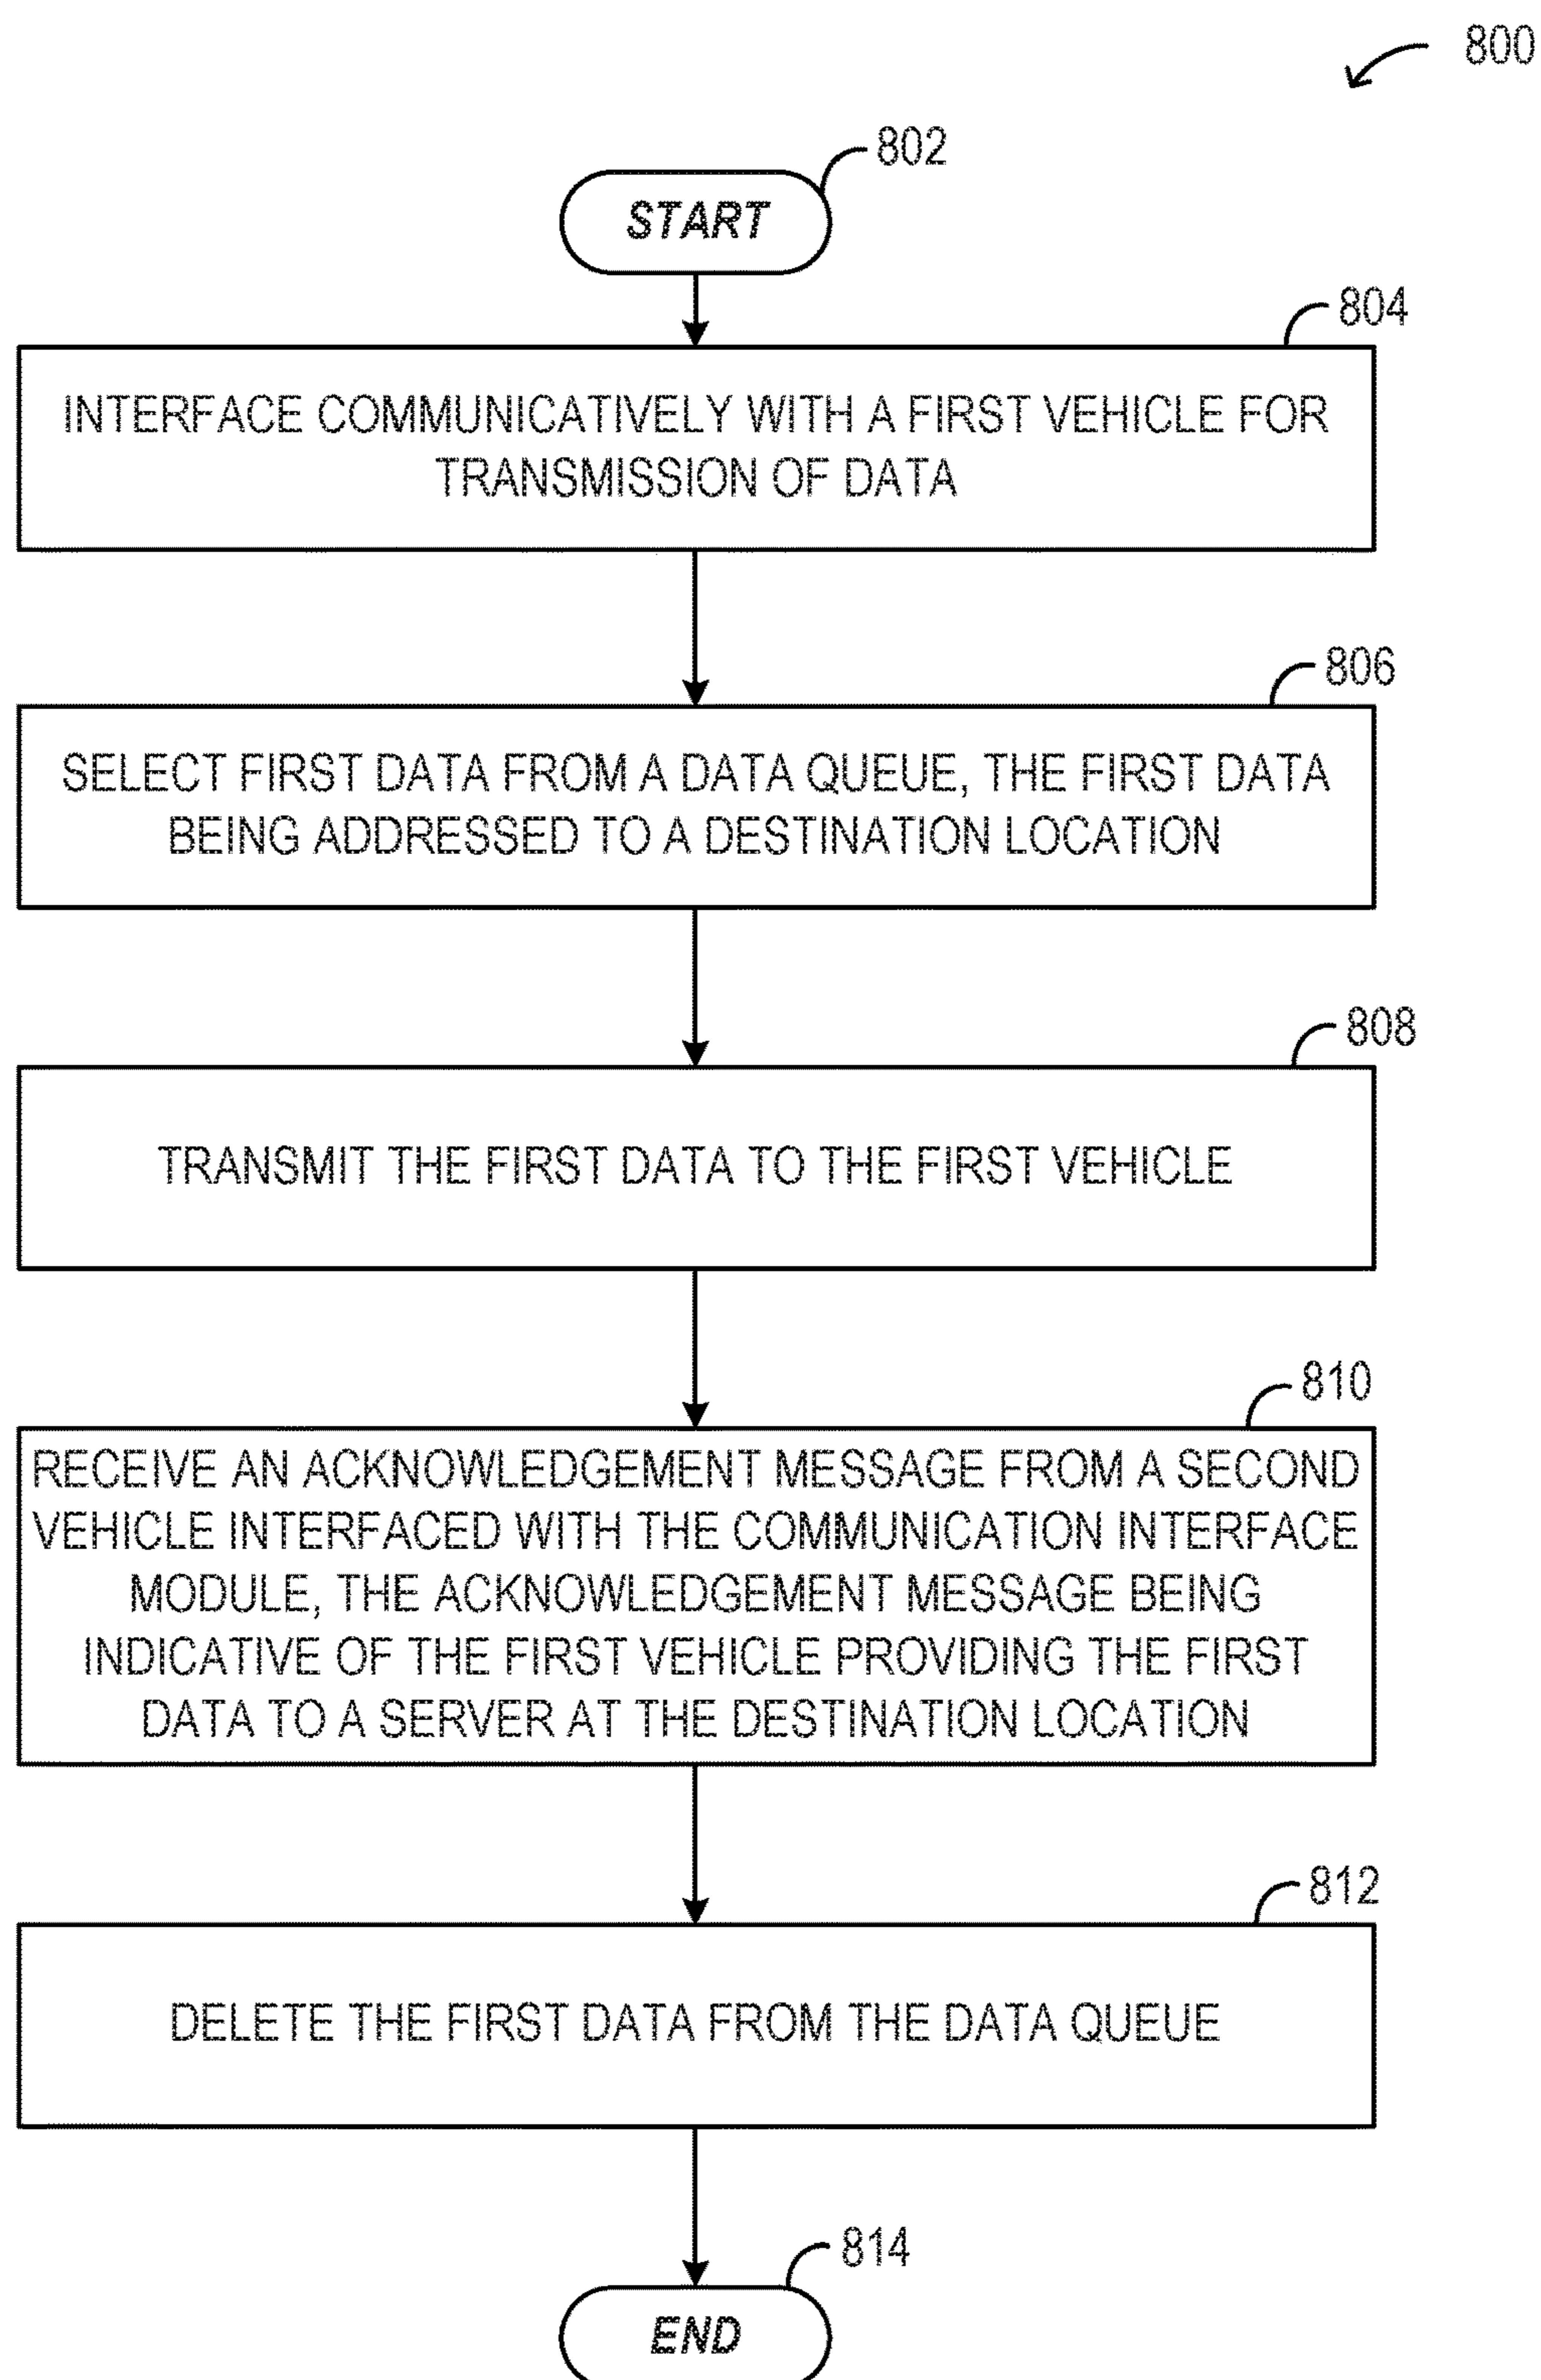 800
802
START
804
INTERFACE COMMUNICATIVELY WITH A FIRST VEHICLE FOR
TRANSMISSION OF DATA
806
SELECT FIRST DATA FROM A DATA QUEUE, THE FIRST DATA
BEING ADDRESSED TO A DESTINATION LOCATION
808
TRANSMIT THE FIRST DATA TO THE FIRST VEHICLE
810
RECEIVE AN ACKNOWLEDGEMENT MESSAGE FROM A SECOND
VEHICLE INTERFACED WITH THE COMMUNICATION INTERFACE
MODULE, THE ACKNOWLEDGEMENT MESSAGE BEING
INDICATIVE OF THE FIRST VEHICLE PROVIDING THE FIRST
DATA TO A SERVER AT THE DESTINATION LOCATION
812
DELETE THE FIRST DATA FROM THE DATA QUEUE
814
END